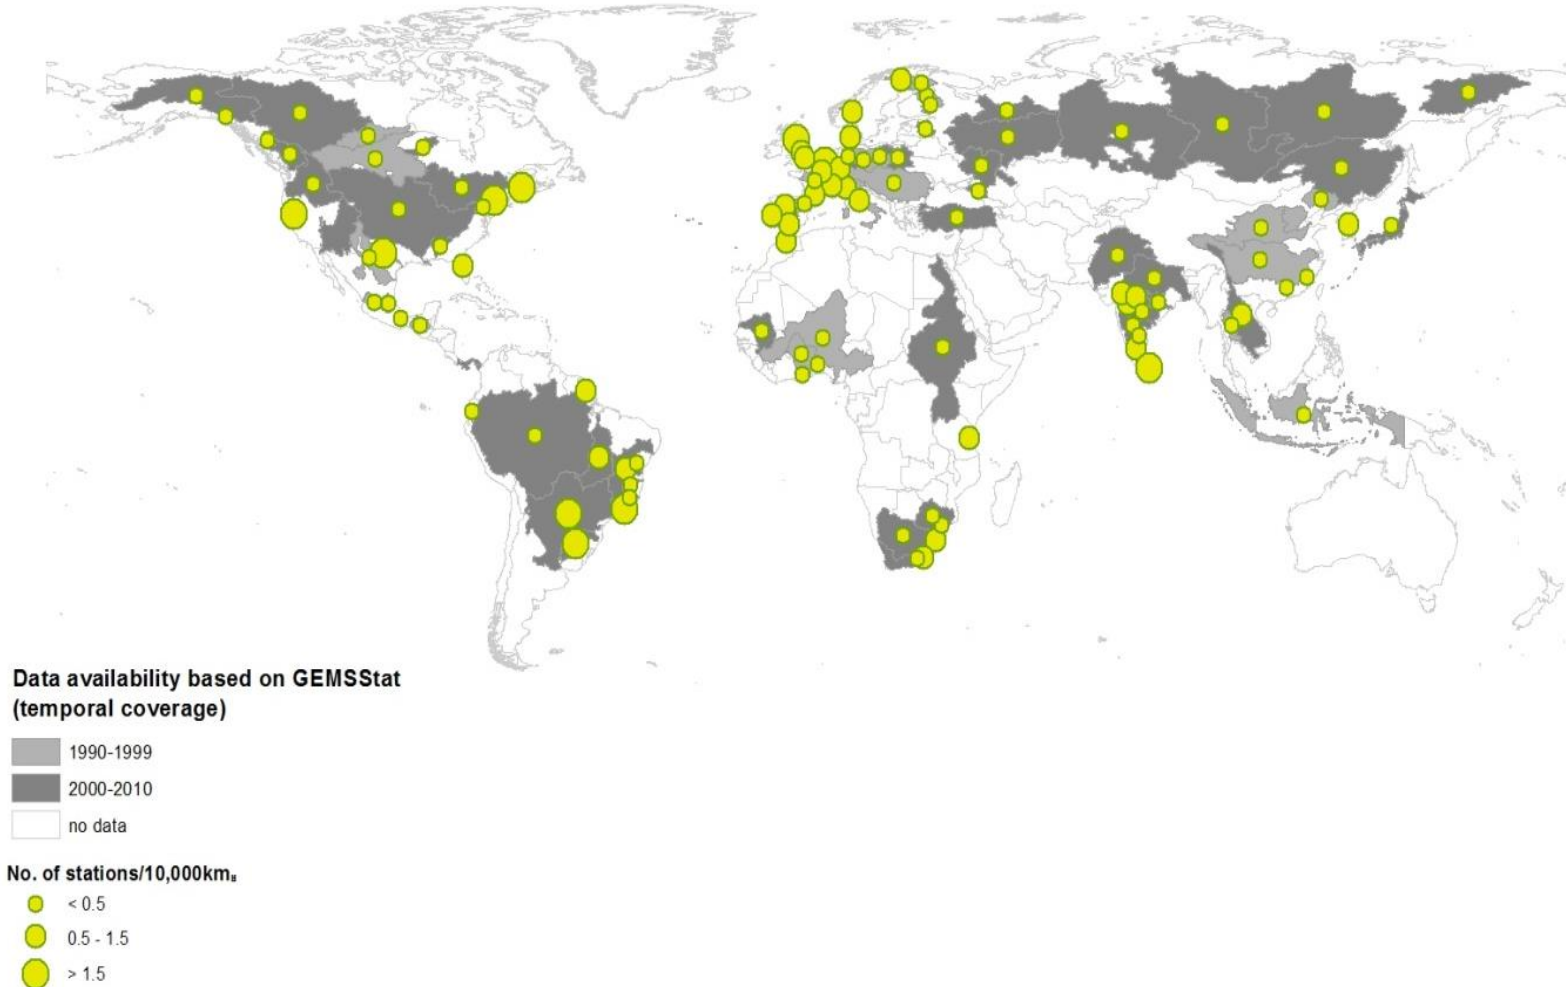 Data availability based on GEMSStat
(temporal coverage)
1990-1999
2000-2010
no data
No. of stations/10,000km
< 0.5
0.5 - 1.5
> 1.5